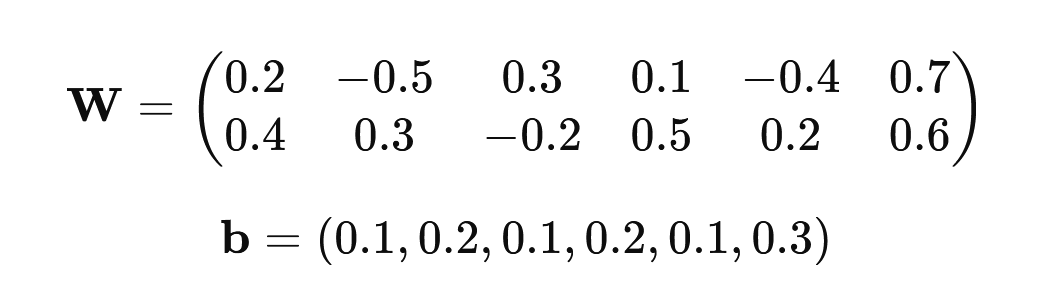 W = (0.2 −0.5 0.3 0.1 −0.4 0.7
0.4 0.3 −0.2 0.5 0.2 0.6)
b = (0.1, 0.2, 0.1, 0.2, 0.1, 0.3)